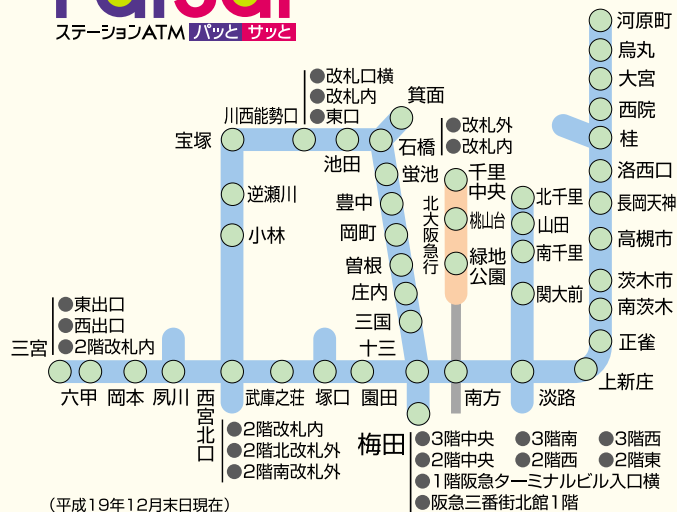 ステーションATM パッと サッと
河原町
烏丸
大宮
西院
桂
洛西口
長岡天神
高槻市
茨木市
南茨木
正雀
上新庄
●改札口横
●改札内
●東口
箕面
川西能勢口
宝塚
池田
石橋
●改札外
●改札内
逆瀬川
小林
蛍池
豊中
岡町
曽根
庄内
三国
十三
千里中央
桃山台
緑地公園
北大阪急行
北千里
山田
南千里
関大前
●東出口
●西出口
●2階改札内
三宮
六甲
岡本
夙川
西宮北口
武庫之荘
塚口
園田
南方
淡路
●2階改札内
●2階北改札外
●2階南改札外
梅田
●3階中央 ●3階南 ●3階西
●2階中央 ●2階西 ●2階東
●1階阪急ターミナルビル入口横
●阪急三番街北館1階
(平成19年12月末日現在)